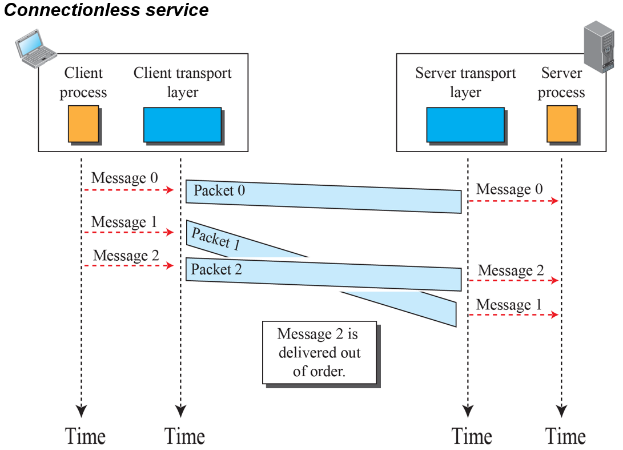 Connectionless service
Client
process
Client transport
layer
Server transport
layer
Server
process
Message 0
Packet 0
Message 0
Message 1
Packet 1
Message 2
Packet 2
Message 2
Message 1
Message 2 is
delivered out
of order.
Time
Time
Time
Time